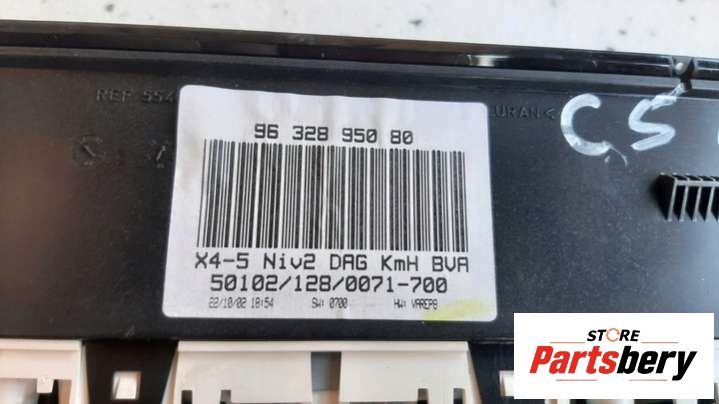 REF 554
URAN<
C5
96 328 950 80
X4-5 Niv2 DAG KmH BVA
50102/128/0071-700
22/10/02 18:54 SW: 0700 HW: VAREP8
STORE
Partsbery